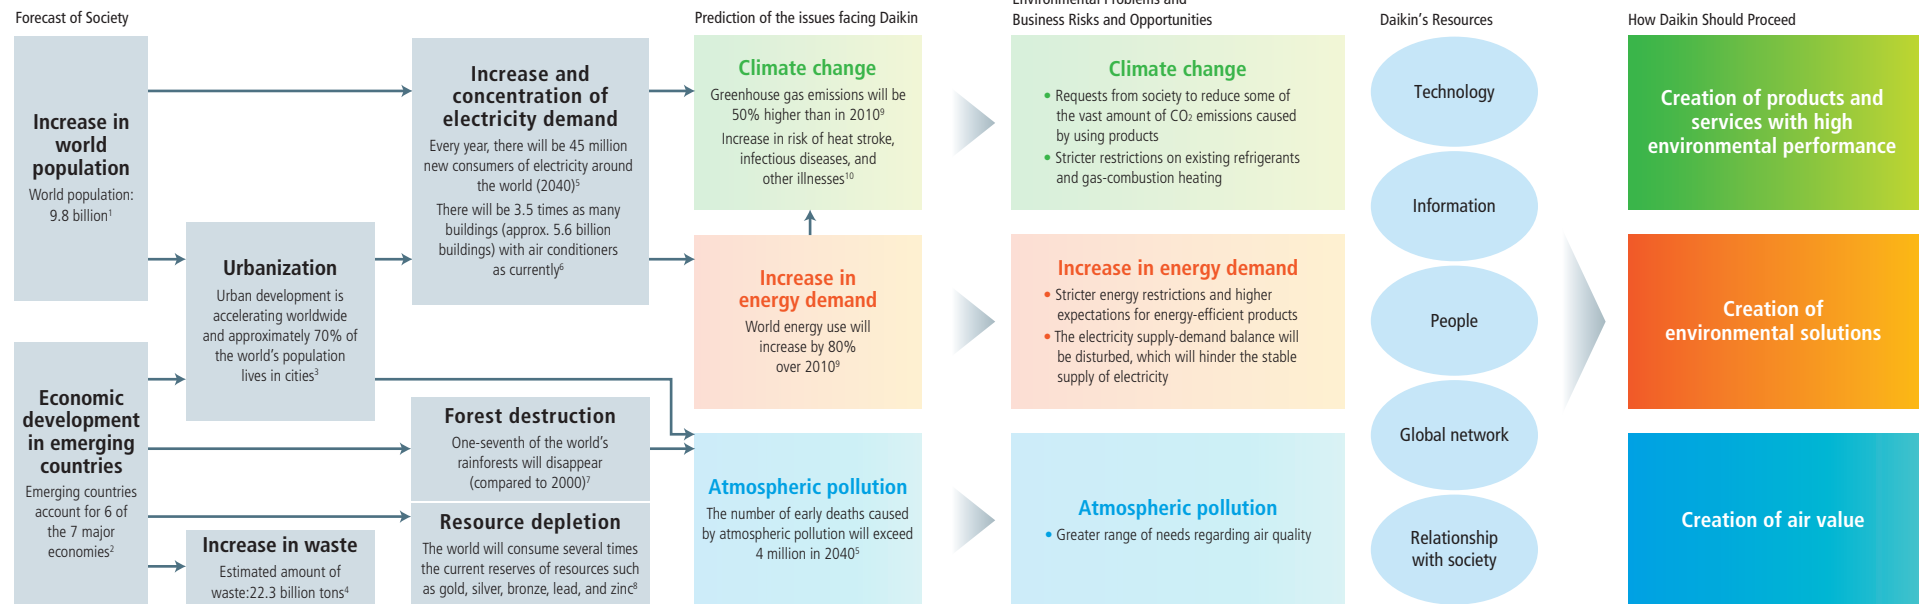 Forecast of Society
Increase in
world
population
World population:
9.8 billion¹
Economic
development
in emerging
countries
Emerging countries
account for 6 of
the 7 major
economies²
Urbanization
Urban development is
accelerating worldwide
and approximately 70% of
the world's population
lives in cities³
Increase in waste
Estimated amount of
waste:22.3 billion tons⁴
Increase and
concentration of
electricity demand
Every year, there will be 45 million
new consumers of electricity around
the world (2040)⁵
There will be 3.5 times as many
buildings (approx. 5.6 billion
buildings) with air conditioners
as currently⁶
Forest destruction
One-seventh of the world's
rainforests will disappear
(compared to 2000)⁷
Resource depletion
The world will consume several times
the current reserves of resources such
as gold, silver, bronze, lead, and zinc⁸
Prediction of the issues facing Daikin
Climate change
Greenhouse gas emissions will be
50% higher than in 2010⁹
Increase in risk of heat stroke,
infectious diseases, and
other illnesses¹⁰
Increase in
energy demand
World energy use will
increase by 80%
over 2010⁹
Atmospheric pollution
The number of early deaths caused
by atmospheric pollution will exceed
4 million in 2040⁵
Environmental Problems and
Business Risks and Opportunities
Climate change
• Requests from society to reduce some of
the vast amount of CO₂ emissions caused
by using products
• Stricter restrictions on existing refrigerants
and gas-combustion heating
Increase in energy demand
• Stricter energy restrictions and higher
expectations for energy-efficient products
• The electricity supply-demand balance will
be disturbed, which will hinder the stable
supply of electricity
Atmospheric pollution
• Greater range of needs regarding air quality
Daikin's Resources
Technology
Information
People
Global network
Relationship
with society
How Daikin Should Proceed
Creation of products and
services with high
environmental performance
Creation of
environmental solutions
Creation of air value